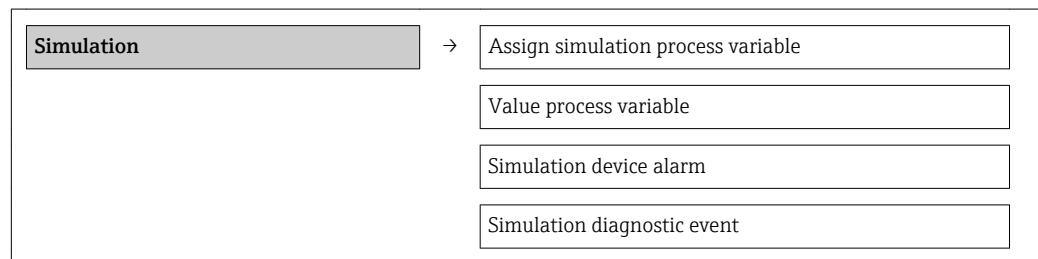 Simulation → Assign simulation process variable
Value process variable
Simulation device alarm
Simulation diagnostic event